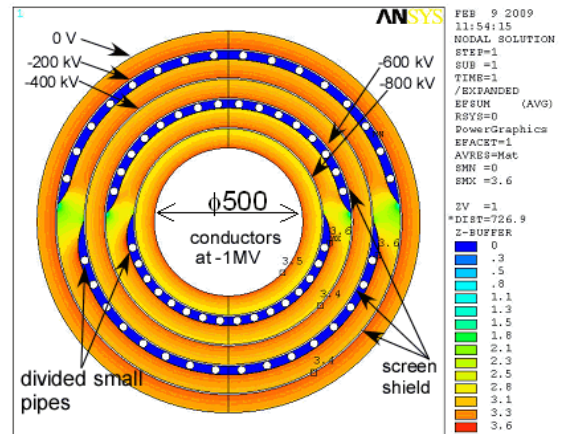 1
ANSYS
FEB 9 2009
11:54:15
NODAL SOLUTION
STEP=1
SUB =1
TIME=1
/EXPANDED
EFSUM (AVG)
RSYS=0
PowerGraphics
EFACET=1
AVRES=Mat
SMN =0
SMX =3.6
ZV =1
*DIST=726.9
Z-BUFFER
0
.3
.5
.8
1.1
1.3
1.5
1.8
2.1
2.3
2.5
2.8
3.1
3.3
3.6
0 V
-200 kV
-400 kV
-600 kV
-800 kV
ϕ500
conductors
at -1MV
3.6
3.6
3.5
3.4
3.4
divided small
pipes
screen
shield